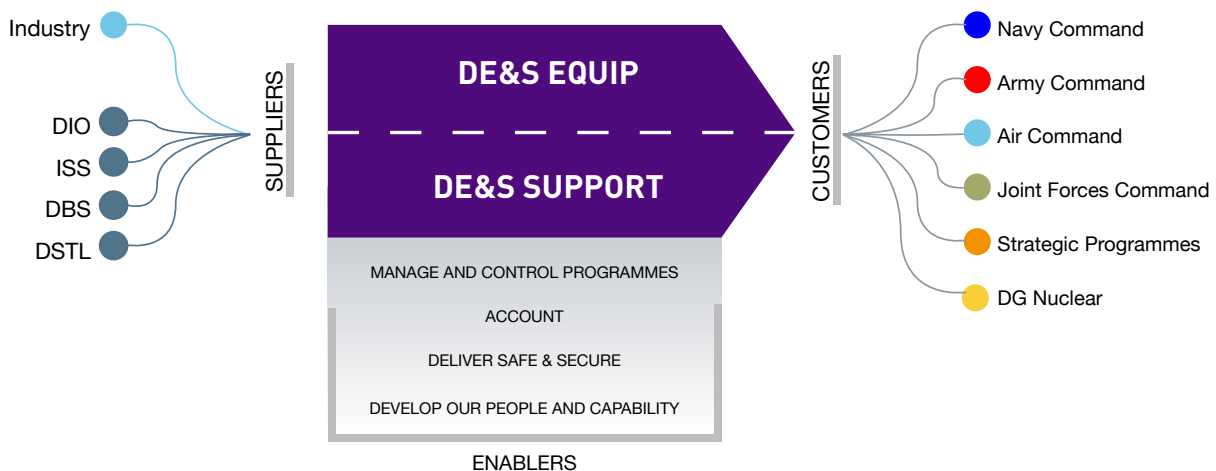 Industry
DIO
ISS
DBS
DSTL
SUPPLIERS
DE&S EQUIP
DE&S SUPPORT
MANAGE AND CONTROL PROGRAMMES
ACCOUNT
DELIVER SAFE & SECURE
DEVELOP OUR PEOPLE AND CAPABILITY
ENABLERS
CUSTOMERS
Navy Command
Army Command
Air Command
Joint Forces Command
Strategic Programmes
DG Nuclear